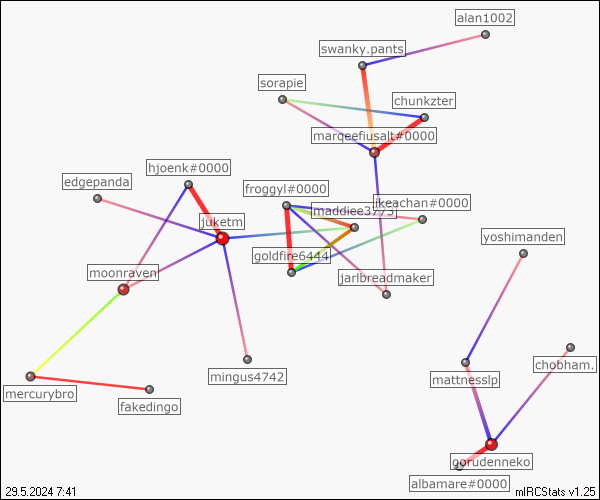 alan1002
swanky.pants
sorapie
chunkzter
marqeefiusalt#0000
hjoenk#0000
edgepanda
froggyl#0000
ikeachan#0000
maddiee3773
juketm
yoshimanden
goldfire6444
moonraven
jarlbreadmaker
chobham.
mingus4742
mattnesslp
mercurybro
fakedingo
gorudenneko
albamare#0000
29.5.2024 7:41
mIRCStats v1.25